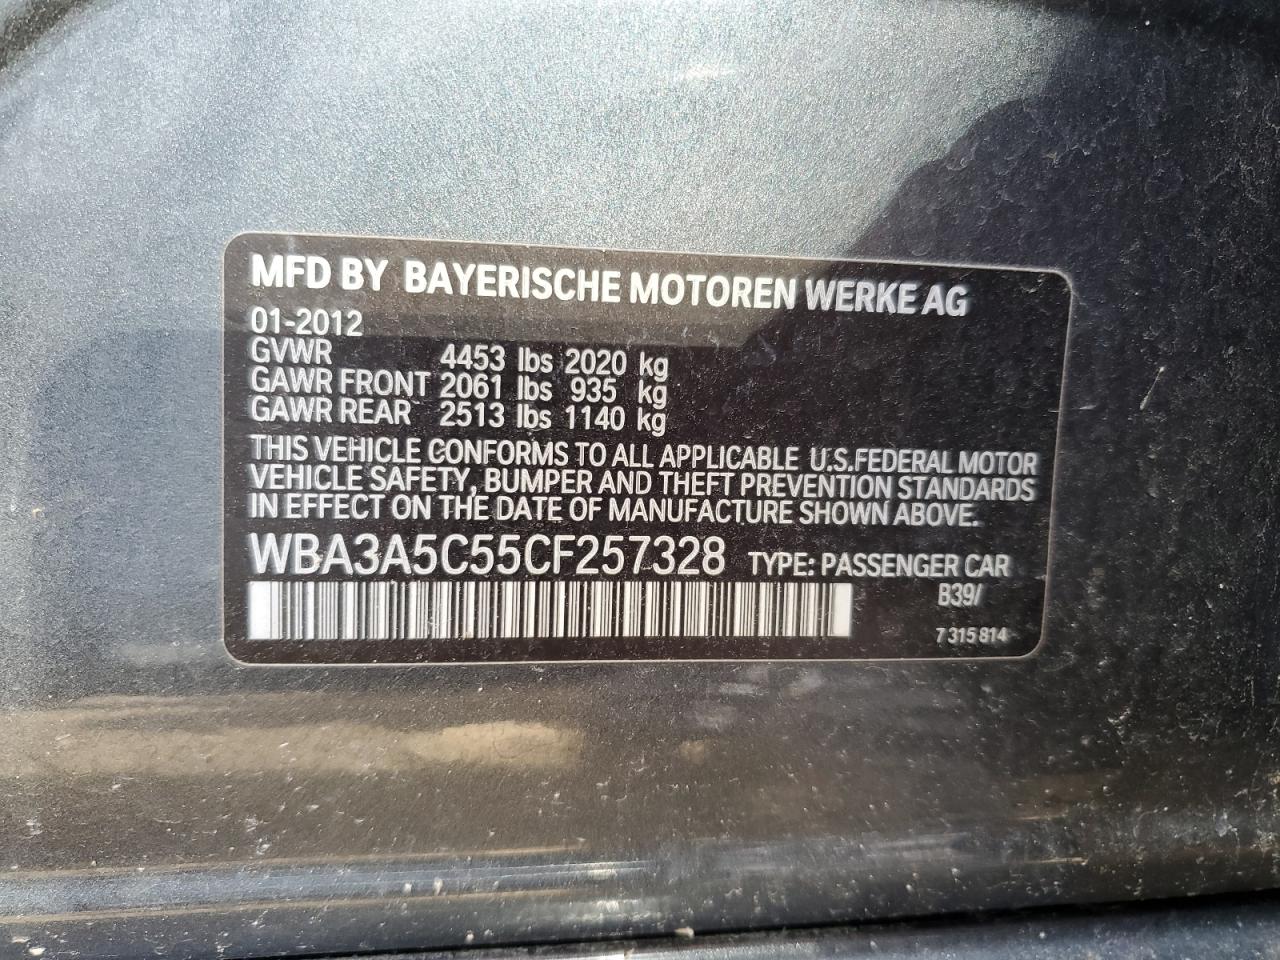 MFD BY BAYERISCHE MOTOREN WERKE AG
01-2012
GVWR 4453 lbs 2020 kg
GAWR FRONT 2061 lbs 935 kg
GAWR REAR 2513 lbs 1140 kg
THIS VEHICLE CONFORMS TO ALL APPLICABLE U.S.FEDERAL MOTOR
VEHICLE SAFETY, BUMPER AND THEFT PREVENTION STANDARDS
IN EFFECT ON THE DATE OF MANUFACTURE SHOWN ABOVE.
WBA3A5C55CF257328 TYPE: PASSENGER CAR
B39/
7 315 814